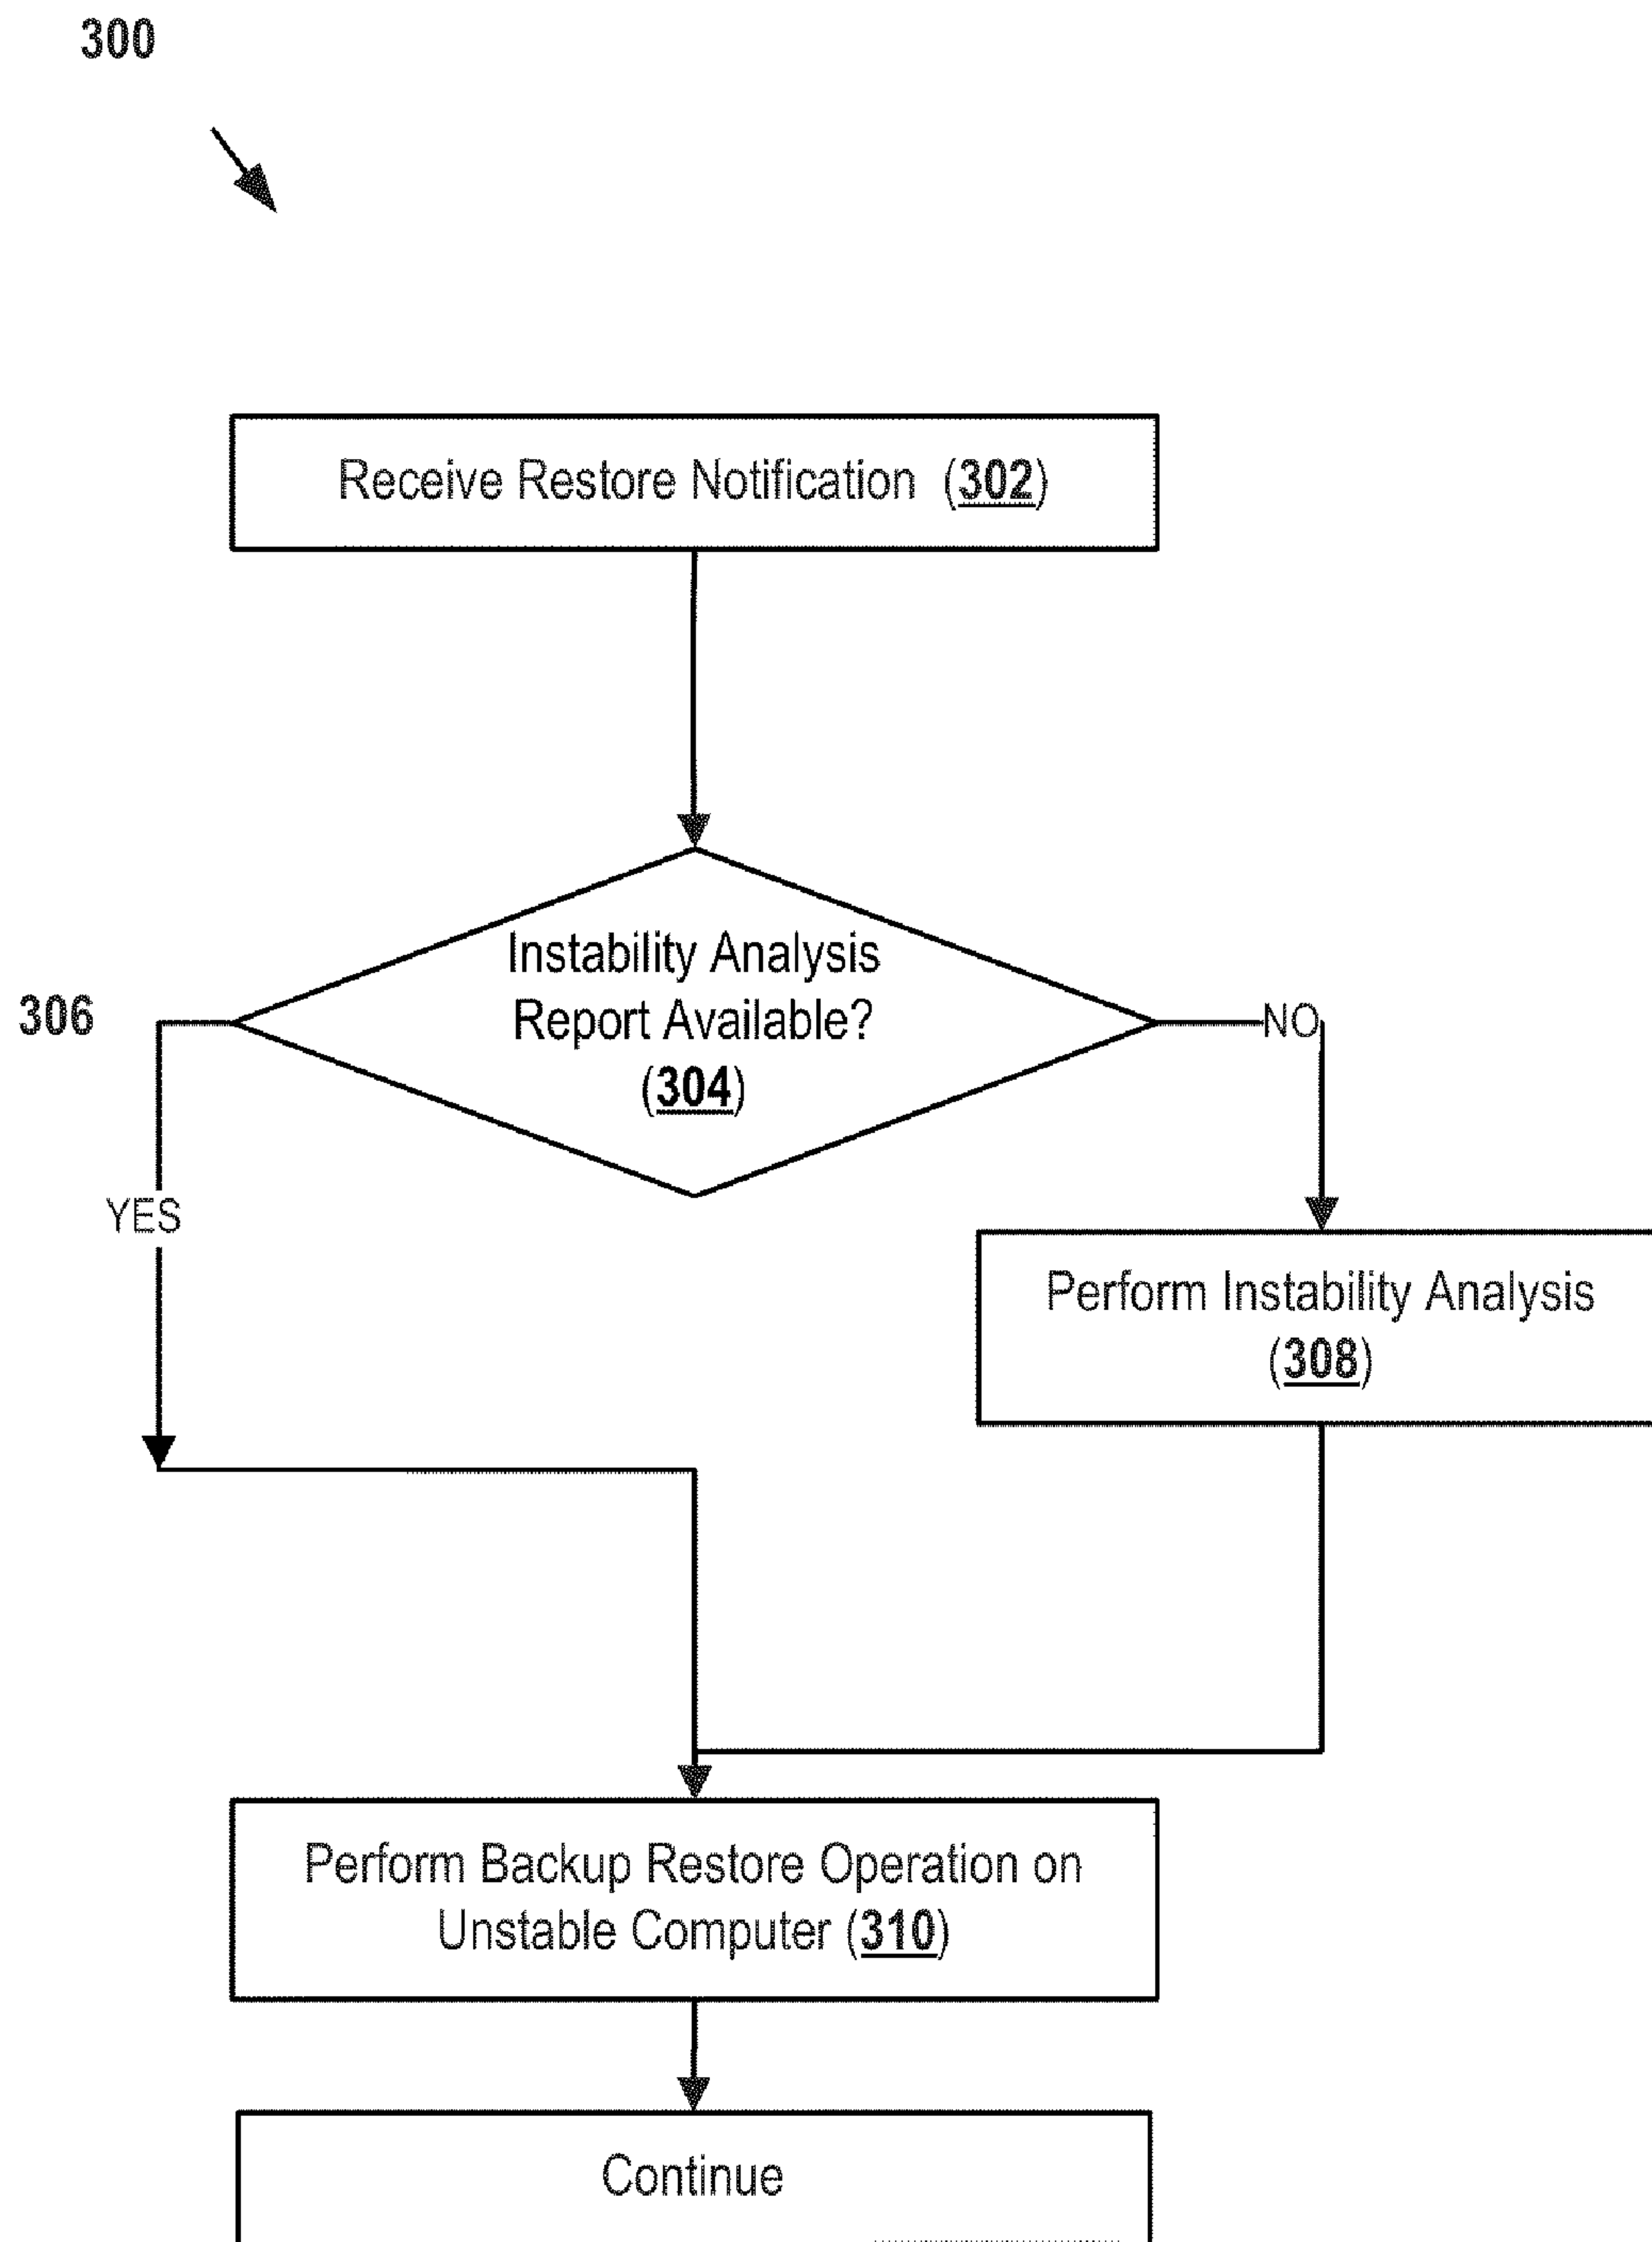 300
Receive Restore Notification (302)
Instability Analysis
Report Available?
(304)
306
NO
YES
Perform Instability Analysis
(308)
Perform Backup Restore Operation on
Unstable Computer (310)
Continue